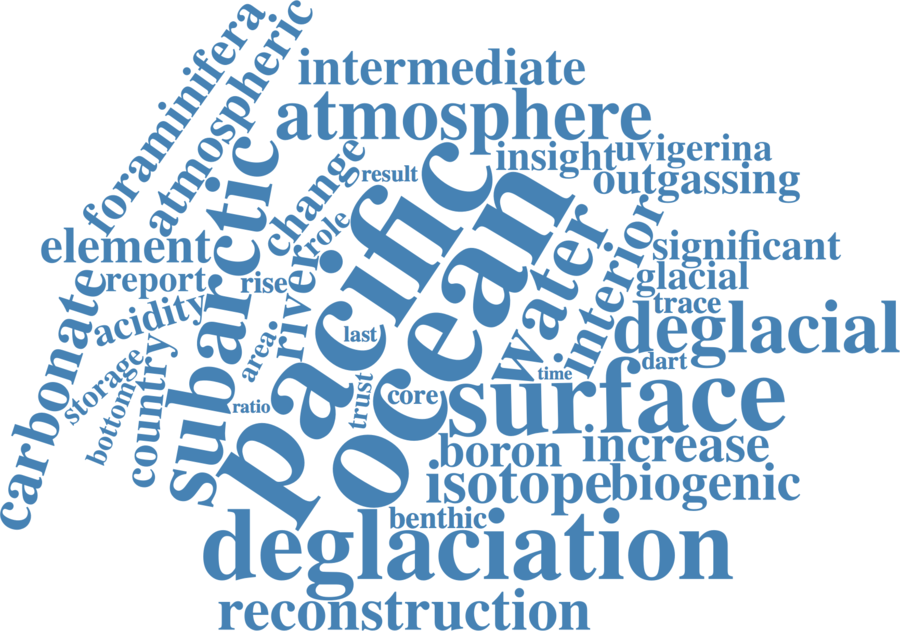 foraminifera
atmospheric
intermediate
atmosphere
subarctic
change
result
pacific
insight
uvigerina
outgassing
ocean
role
element
report
rise
river
water
interior
significant
glacial
trace
deglacial
carbonate
acidity
area
last
storage
bottom
country
ratio
trust
core
time
dart
surface
boron
increase
isotope
biogenic
benthic
deglaciation
reconstruction